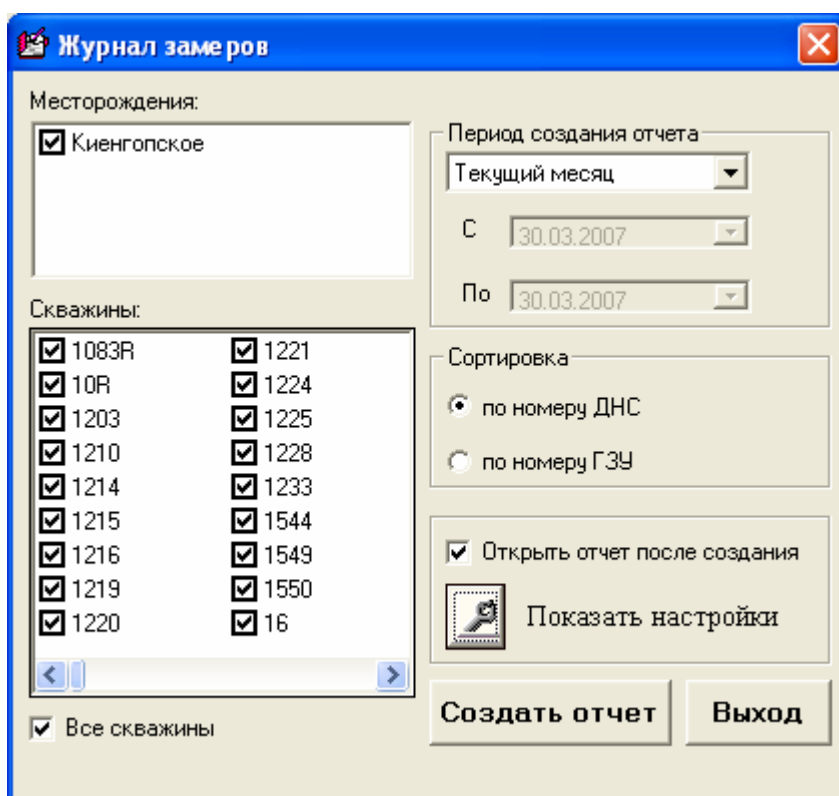 Журнал замеров
Месторождения:
Киенгопское
Скважины:
1083R 1221
10R 1224
1203 1225
1210 1228
1214 1233
1215 1544
1216 1549
1219 1550
1220 16
Все скважины
Период создания отчета
Текущий месяц
С 30.03.2007
По 30.03.2007
Сортировка
по номеру ДНС
по номеру ГЗУ
Открыть отчет после создания
Показать настройки
Создать отчет Выход